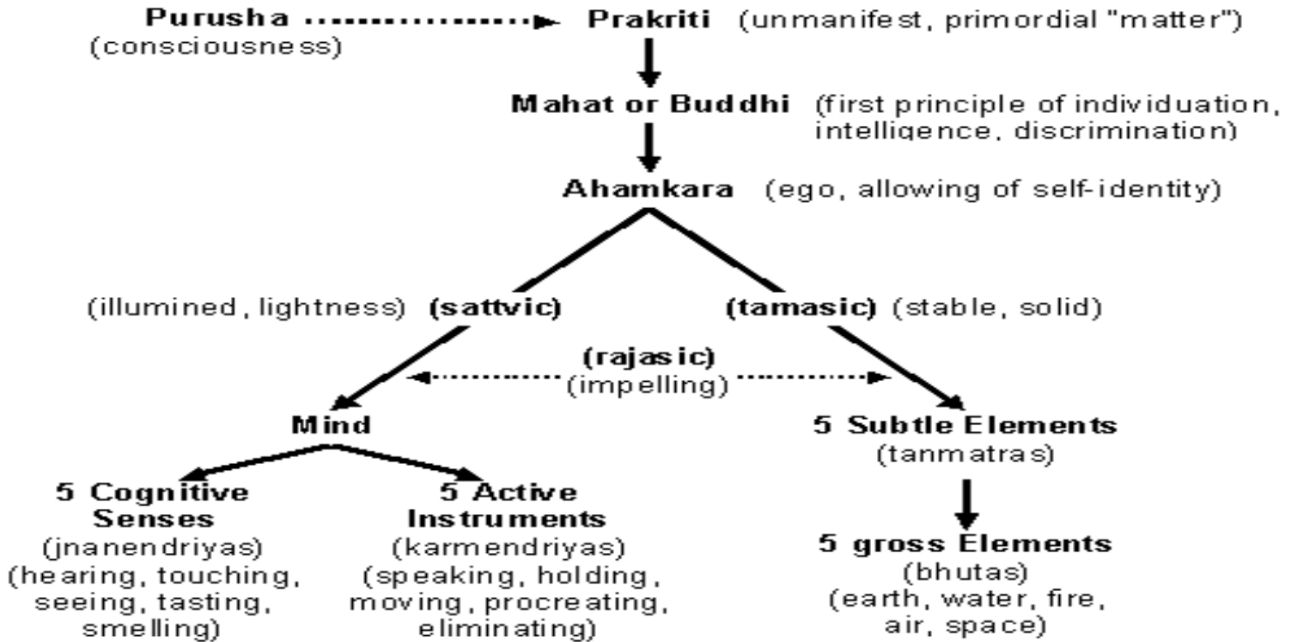 Purusha Prakriti (unmanifest, primordial "matter")
(consciousness)
Mahat or Buddhi (first principle of individuation,
intelligence, discrimination)
Ahamkara (ego, allowing of self-identity)
(illumined, lightness) (sattvic) (tamasic) (stable, solid)
(rajasic)
(impelling)
Mind
5 Subtle Elements
(tanmatras)
5 Cognitive
Senses
(jnanendriyas)
(hearing, touching,
seeing, tasting,
smelling)
5 Active
Instruments
(karmendriyas)
(speaking, holding,
moving, procreating,
eliminating)
5 gross Elements
(bhutas)
(earth, water, fire,
air, space)